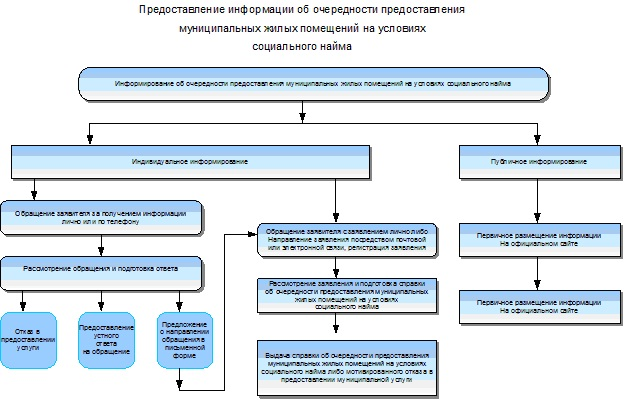 Предоставление информации об очередности предоставления
муниципальных жилых помещений на условиях
социального найма
Информирование об очередности предоставления муниципальных жилых помещений на условиях социального найма
Индивидуальное информирование
Публичное информирование
Обращение заявителя за получением информации
лично или по телефону
Рассмотрение обращения и подготовка ответа
Отказ в
предоставлении
услуги
Предоставление
устного
ответа
на обращение
Предложение
о направлении
обращения в
письменной
форме
Обращение заявителя с заявлением лично либо
Направление заявления посредством почтовой
или электронной связи, регистрация заявления
Рассмотрение заявления и подготовка справки
об очередности предоставления муниципальных
жилых помещений на условиях
социального найма
Выдача справки об очередности предоставления
муниципальных жилых помещений на условиях
социального найма либо мотивированного отказа в
предоставлении муниципальной услуги
Первичное размещение информации
На официальном сайте
Первичное размещение информации
На официальном сайте